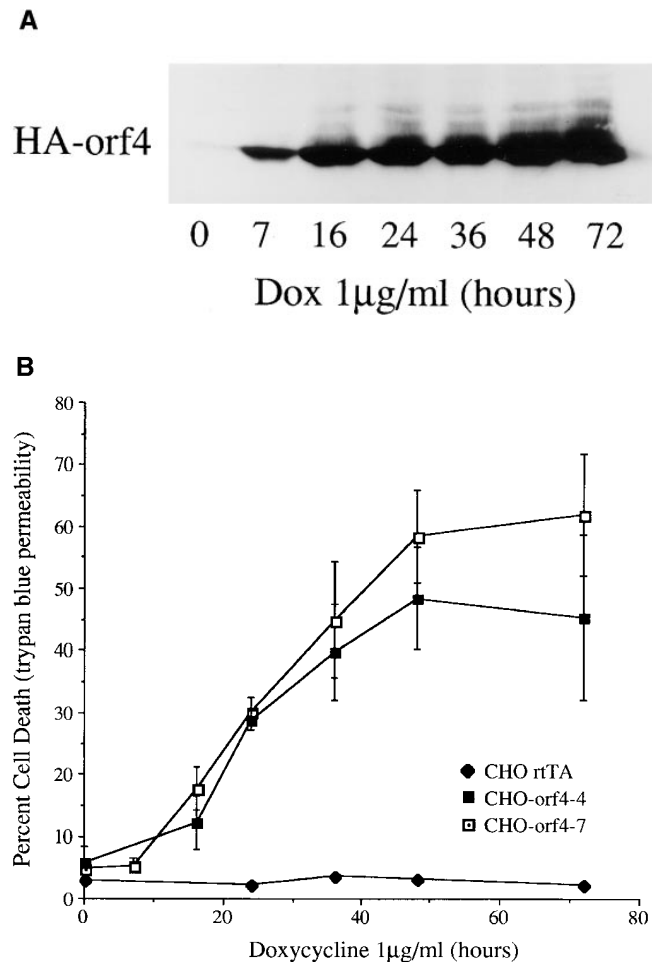 A
HA-orf4
0 7 16 24 36 48 72
Dox 1μg/ml (hours)
B
Percent Cell Death (trypan blue permeability)
80
70
60
50
40
30
20
10
0
CHO rtTA
CHO-orf4-4
CHO-orf4-7
0 20 40 60 80
Doxycycline 1μg/ml (hours)